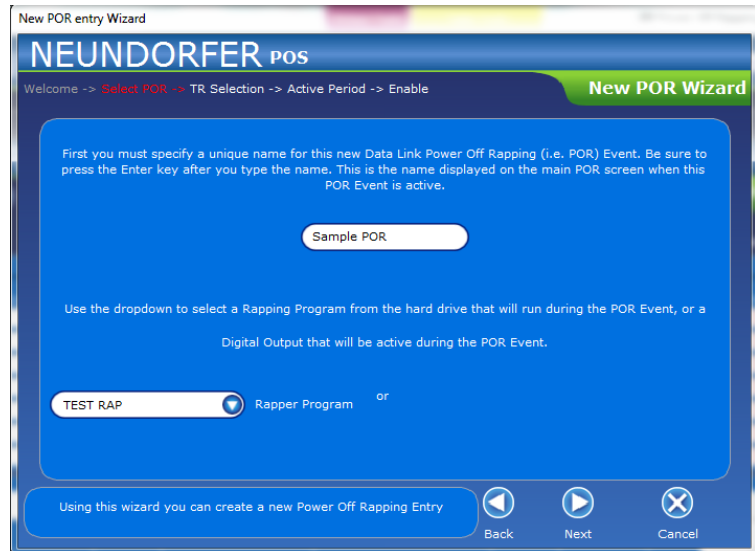 New POR entry Wizard
NEUNDORFER POS
Welcome -> Select POR -> TR Selection -> Active Period -> Enable
New POR Wizard
First you must specify a unique name for this new Data Link Power Off Rapping (i.e. POR) Event. Be sure to
press the Enter key after you type the name. This is the name displayed on the main POR screen when this
POR Event is active.
Sample POR
Use the dropdown to select a Rapping Program from the hard drive that will run during the POR Event, or a
Digital Output that will be active during the POR Event.
TEST RAP
Rapper Program
or
Using this wizard you can create a new Power Off Rapping Entry
Back
Next
Cancel